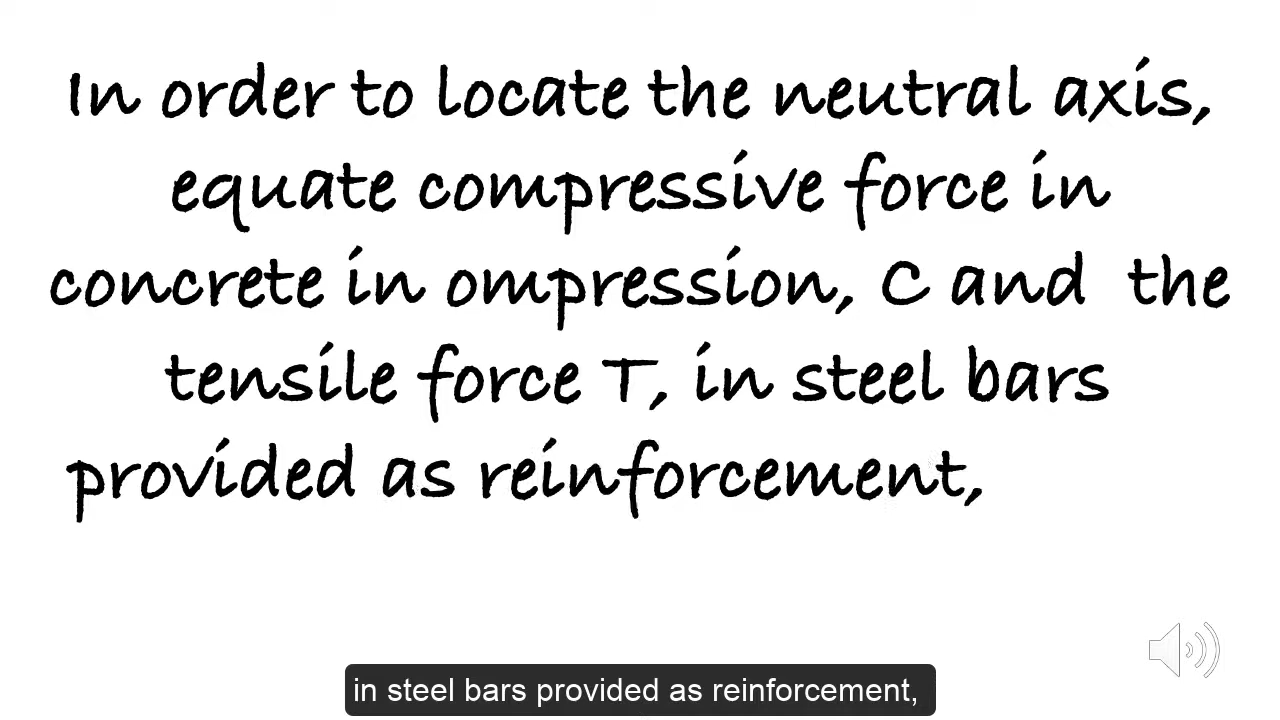 In order to locate the neutral axis,
equate compressive force in
concrete in ompression, C and the
tensile force T, in steel bars
provided as reinforcement,
in steel bars provided as reinforcement,